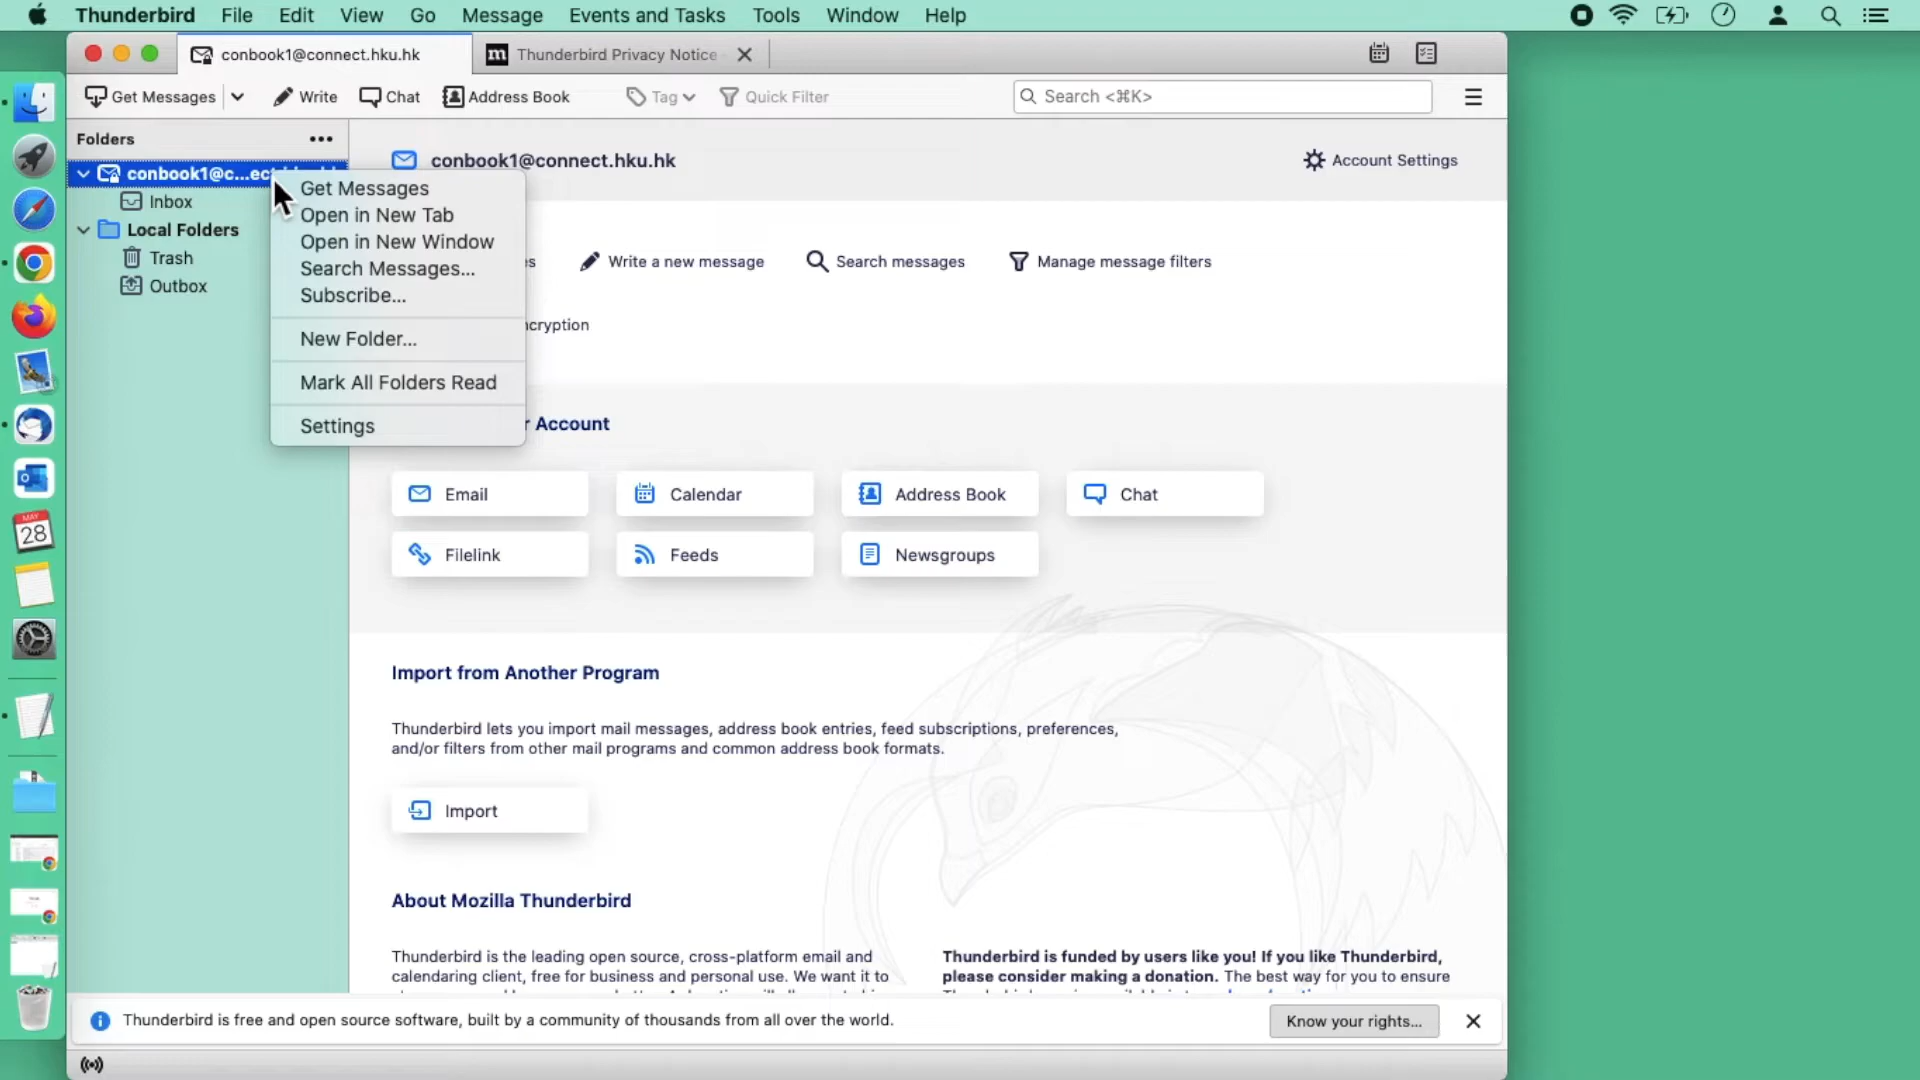 Thunderbird File Edit View Go Message Events and Tasks Tools Window Help
conbook1@connect.hku.hk
Thunderbird Privacy Notice
Get Messages Write Chat Address Book Tag Quick Filter Search <⌘K>
Folders •••
conbook1@c...ect
Inbox
Local Folders
Trash
Outbox
Get Messages
Open in New Tab
Open in New Window
Search Messages...
Subscribe...
New Folder...
Mark All Folders Read
Settings
conbook1@connect.hku.hk
Account Settings
es Write a new message Search messages Manage message filters
ncryption
r Account
Email Calendar Address Book Chat
Filelink Feeds Newsgroups
Import from Another Program
Thunderbird lets you import mail messages, address book entries, feed subscriptions, preferences,
and/or filters from other mail programs and common address book formats.
Import
About Mozilla Thunderbird
Thunderbird is the leading open source, cross-platform email and
calendaring client, free for business and personal use. We want it to
Thunderbird is funded by users like you! If you like Thunderbird,
please consider making a donation. The best way for you to ensure
Thunderbird is free and open source software, built by a community of thousands from all over the world.
Know your rights...
MAY
28